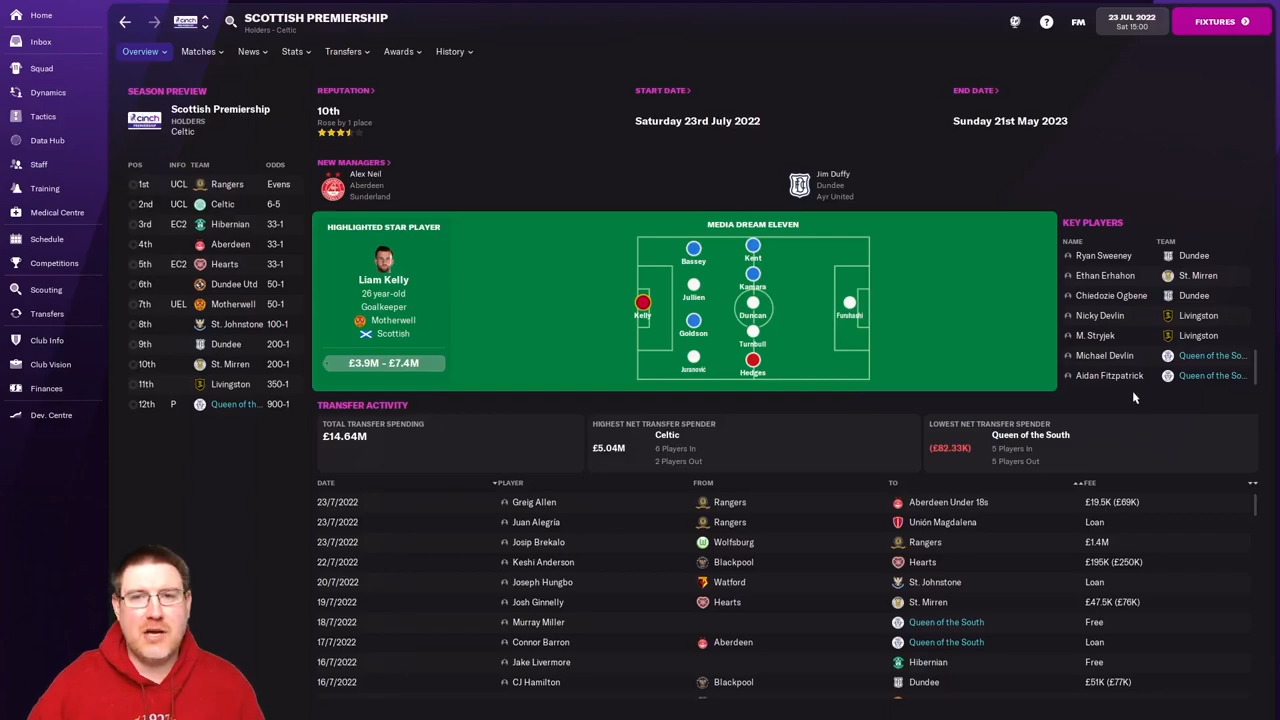 Home
Inbox
Squad
Dynamics
Tactics
Data Hub
Staff
Training
Medical Centre
Schedule
Competitions
Scouting
Transfers
Club Info
Club Vision
Finances
Dev. Centre
SCOTTISH PREMIERSHIP
Holders - Celtic
FM
23 JUL 2022
Sat 15:00
FIXTURES
Overview
Matches
News
Stats
Transfers
Awards
History
SEASON PREVIEW
Scottish Premiership
HOLDERS
Celtic
POS INFO TEAM ODDS
1st UCL Rangers Evens
2nd UCL Celtic 6-5
3rd EC2 Hibernian 33-1
4th Aberdeen 33-1
5th EC2 Hearts 33-1
6th Dundee Utd 50-1
7th UEL Motherwell 50-1
8th St. Johnstone 100-1
9th Dundee 200-1
10th St. Mirren 200-1
11th Livingston 350-1
12th P Queen of th... 900-1
REPUTATION >
10th
Rose by 1 place
START DATE >
Saturday 23rd July 2022
END DATE >
Sunday 21st May 2023
NEW MANAGERS >
Alex Neil
Aberdeen
Sunderland
Jim Duffy
Dundee
Ayr United
HIGHLIGHTED STAR PLAYER
Liam Kelly
26 year-old
Goalkeeper
Motherwell
Scottish
£3.9M - £7.4M
MEDIA DREAM ELEVEN
Bassey
Kent
Kamara
Jullien
Kelly
Duncan
Furuhashi
Goldson
Turnbull
Juranović
Hedges
KEY PLAYERS
NAME TEAM
Ryan Sweeney Dundee
Ethan Erhahon St. Mirren
Chiedozie Ogbene Dundee
Nicky Devlin Livingston
M. Stryjek Livingston
Michael Devlin Queen of the So...
Aidan Fitzpatrick Queen of the So...
TRANSFER ACTIVITY
TOTAL TRANSFER SPENDING
£14.64M
HIGHEST NET TRANSFER SPENDER
£5.04M
Celtic
6 Players In
2 Players Out
LOWEST NET TRANSFER SPENDER
(£82.33K)
Queen of the South
5 Players In
5 Players Out
DATE PLAYER FROM TO FEE
23/7/2022 Greig Allen Rangers Aberdeen Under 18s £19.5K (£69K)
23/7/2022 Juan Alegría Rangers Unión Magdalena Loan
23/7/2022 Josip Brekalo Wolfsburg Rangers £1.4M
22/7/2022 Keshi Anderson Blackpool Hearts £195K (£250K)
20/7/2022 Joseph Hungbo Watford St. Johnstone Loan
19/7/2022 Josh Ginnelly Hearts St. Mirren £47.5K (£76K)
18/7/2022 Murray Miller Queen of the South Free
17/7/2022 Connor Barron Aberdeen Queen of the South Loan
16/7/2022 Jake Livermore Hibernian Free
16/7/2022 CJ Hamilton Blackpool Dundee £51K (£77K)